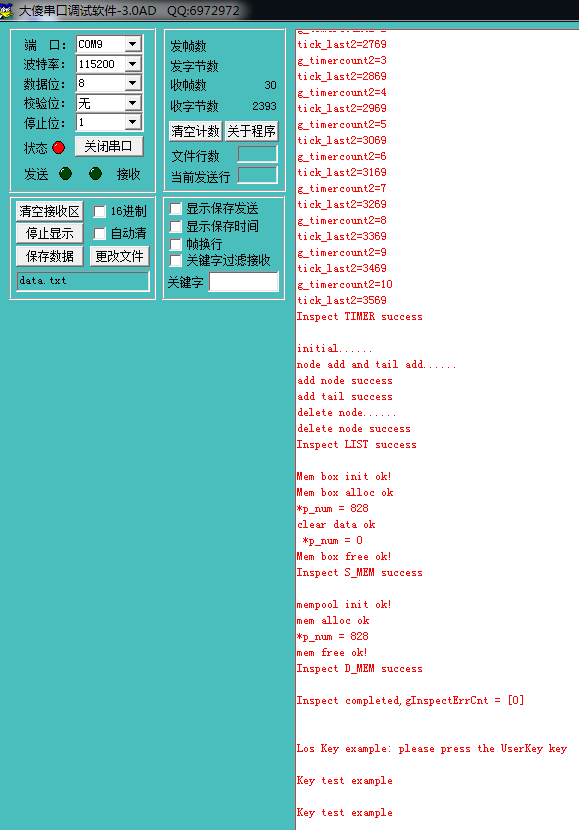 大傻串口调试软件-3.0AD QQ:6972972
端 口: COM9
波特率: 115200
数据位: 8
校验位: 无
停止位: 1
状态 关闭串口
发送 接收
发帧数
发字节数
收帧数 30
收字节数 2393
清空计数 关于程序
文件行数
当前发送行
清空接收区 16进制
停止显示 自动清
保存数据 更改文件
data.txt
显示保存发送
显示保存时间
帧换行
关键字过滤接收
关键字
tick_last2=2769
g_timercount2=3
tick_last2=2869
g_timercount2=4
tick_last2=2969
g_timercount2=5
tick_last2=3069
g_timercount2=6
tick_last2=3169
g_timercount2=7
tick_last2=3269
g_timercount2=8
tick_last2=3369
g_timercount2=9
tick_last2=3469
g_timercount2=10
tick_last2=3569
Inspect TIMER success
initial......
node add and tail add......
add node success
add tail success
delete node......
delete node success
Inspect LIST success
Mem box init ok!
Mem box alloc ok
*p_num = 828
clear data ok
*p_num = 0
Mem box free ok!
Inspect S_MEM success
mempool init ok!
mem alloc ok
*p_num = 828
mem free ok!
Inspect D_MEM success
Inspect completed,gInspectErrCnt = [0]
Los Key example: please press the UserKey key
Key test example
Key test example